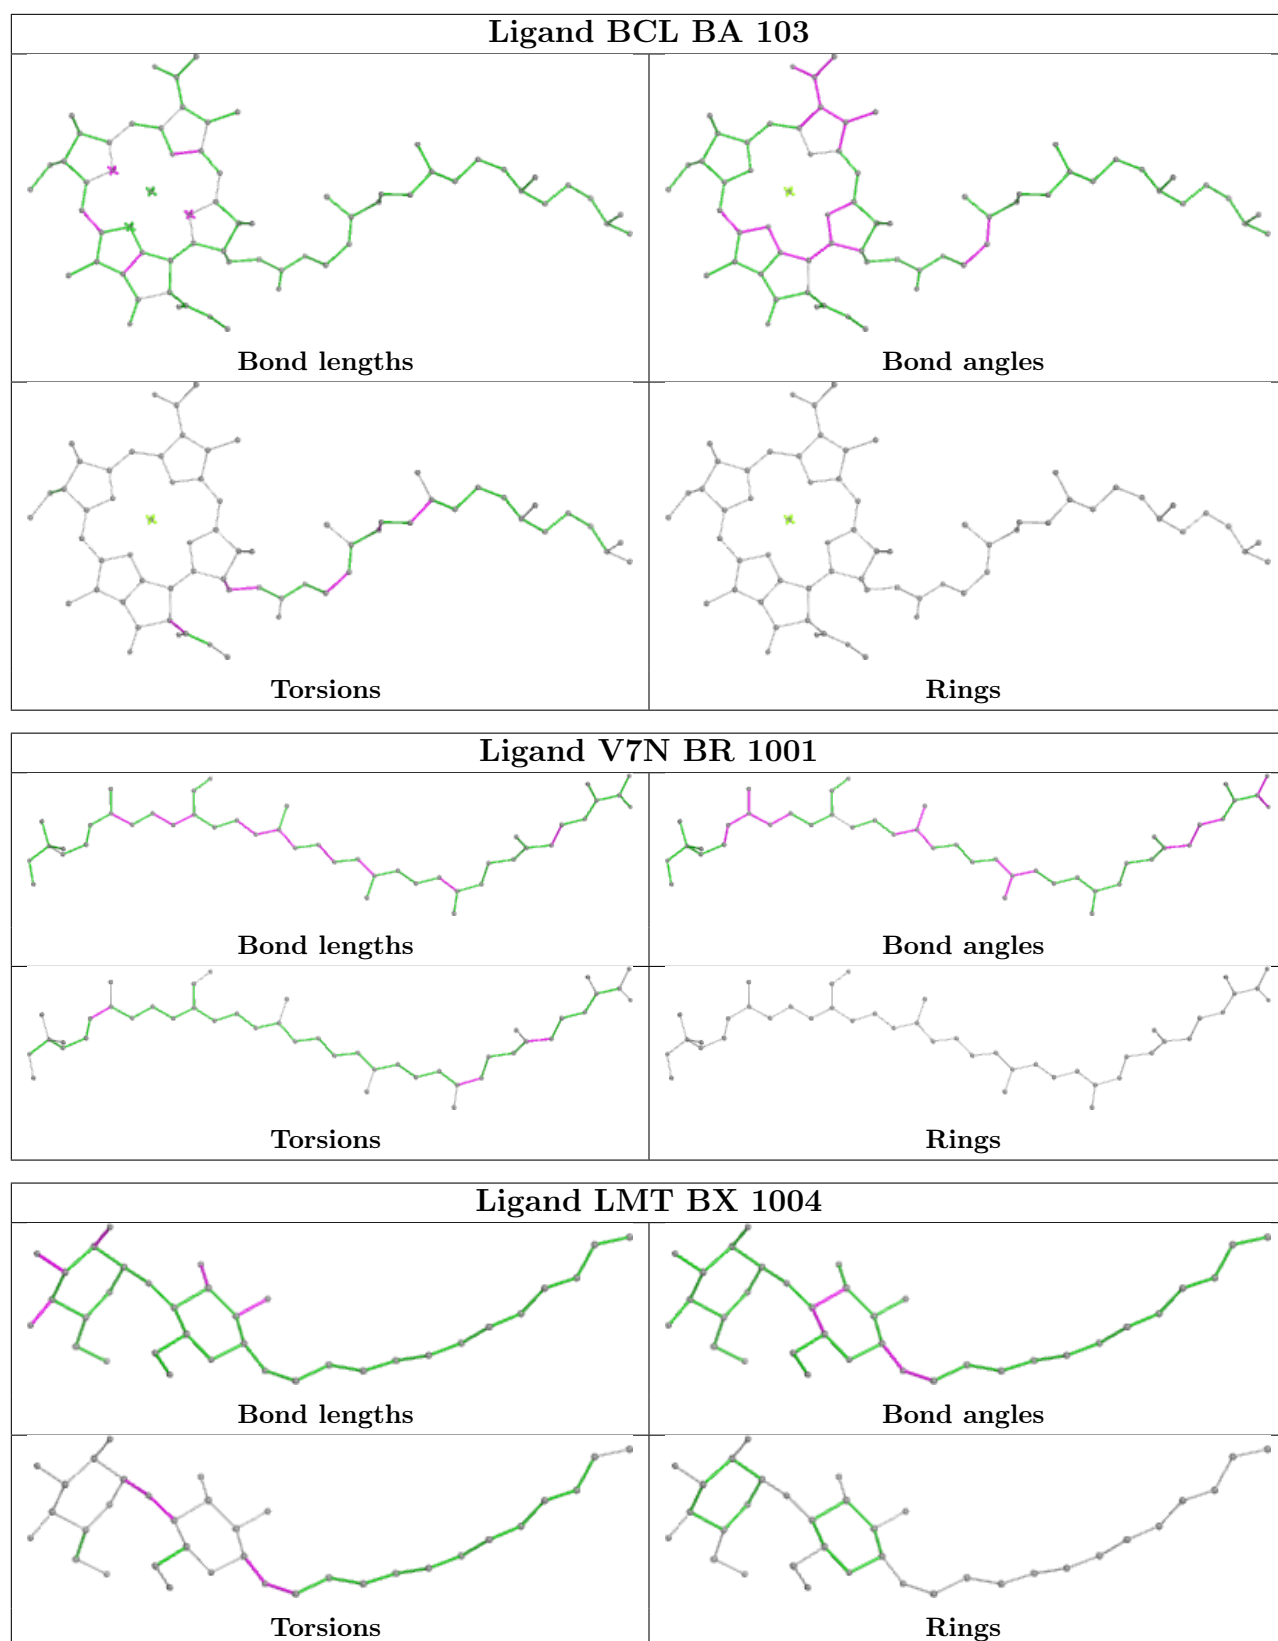 Ligand BCL BA 103
Bond lengths
Bond angles
Torsions
Rings
Ligand V7N BR 1001
Bond lengths
Bond angles
Torsions
Rings
Ligand LMT BX 1004
Bond lengths
Bond angles
Torsions
Rings